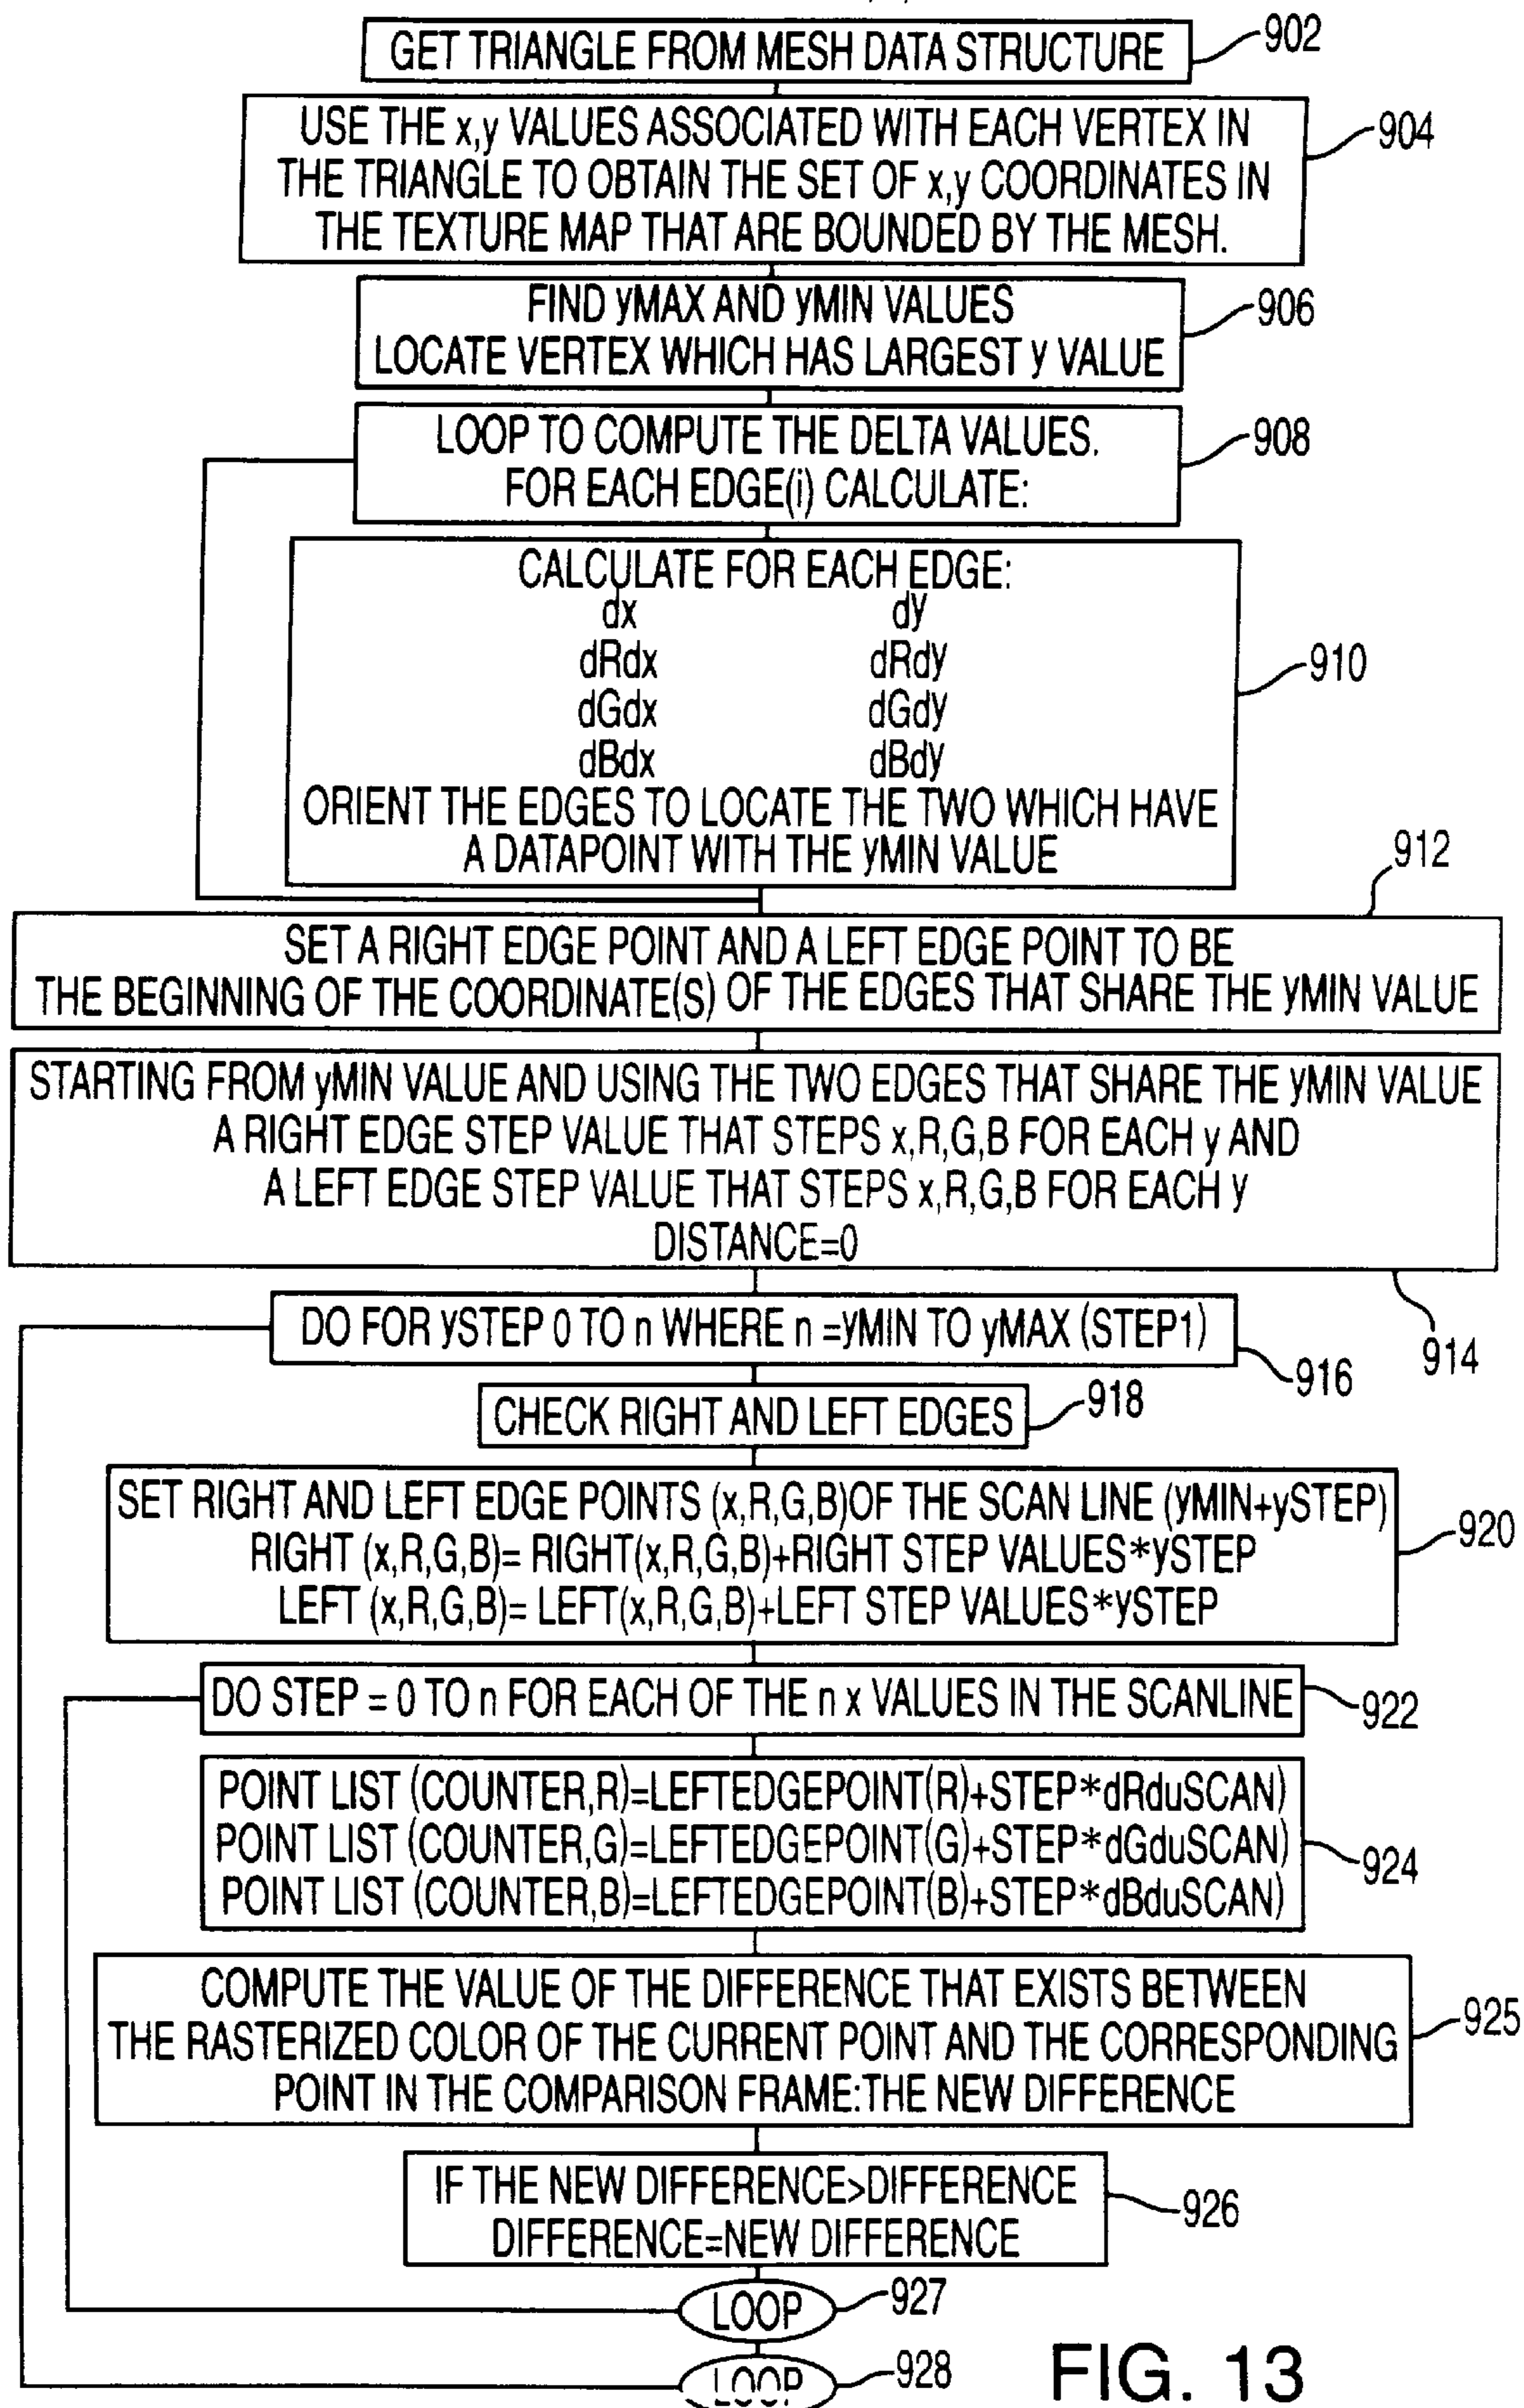 GET TRIANGLE FROM MESH DATA STRUCTURE
902
USE THE x,y VALUES ASSOCIATED WITH EACH VERTEX IN
THE TRIANGLE TO OBTAIN THE SET OF x,y COORDINATES IN
THE TEXTURE MAP THAT ARE BOUNDED BY THE MESH.
904
FIND yMAX AND yMIN VALUES
LOCATE VERTEX WHICH HAS LARGEST y VALUE
906
LOOP TO COMPUTE THE DELTA VALUES.
FOR EACH EDGE(i) CALCULATE:
908
CALCULATE FOR EACH EDGE:
dx dy
dRdx dRdy
dGdx dGdy
dBdx dBdy
ORIENT THE EDGES TO LOCATE THE TWO WHICH HAVE
A DATAPOINT WITH THE yMIN VALUE
910
912
SET A RIGHT EDGE POINT AND A LEFT EDGE POINT TO BE
THE BEGINNING OF THE COORDINATE(S) OF THE EDGES THAT SHARE THE yMIN VALUE
STARTING FROM yMIN VALUE AND USING THE TWO EDGES THAT SHARE THE yMIN VALUE
A RIGHT EDGE STEP VALUE THAT STEPS x,R,G,B FOR EACH y AND
A LEFT EDGE STEP VALUE THAT STEPS x,R,G,B FOR EACH y
DISTANCE=0
914
DO FOR ySTEP 0 TO n WHERE n =yMIN TO yMAX (STEP1)
916
CHECK RIGHT AND LEFT EDGES
918
SET RIGHT AND LEFT EDGE POINTS (x,R,G,B)OF THE SCAN LINE (yMIN+ySTEP)
RIGHT (x,R,G,B)= RIGHT(x,R,G,B)+RIGHT STEP VALUES*ySTEP
LEFT (x,R,G,B)= LEFT(x,R,G,B)+LEFT STEP VALUES*ySTEP
920
DO STEP = 0 TO n FOR EACH OF THE n x VALUES IN THE SCANLINE
922
POINT LIST (COUNTER,R)=LEFTEDGEPOINT(R)+STEP*dRduSCAN)
POINT LIST (COUNTER,G)=LEFTEDGEPOINT(G)+STEP*dGduSCAN)
POINT LIST (COUNTER,B)=LEFTEDGEPOINT(B)+STEP*dBduSCAN)
924
COMPUTE THE VALUE OF THE DIFFERENCE THAT EXISTS BETWEEN
THE RASTERIZED COLOR OF THE CURRENT POINT AND THE CORRESPONDING
POINT IN THE COMPARISON FRAME:THE NEW DIFFERENCE
925
IF THE NEW DIFFERENCE>DIFFERENCE
DIFFERENCE=NEW DIFFERENCE
926
LOOP
927
LOOP
928
FIG. 13